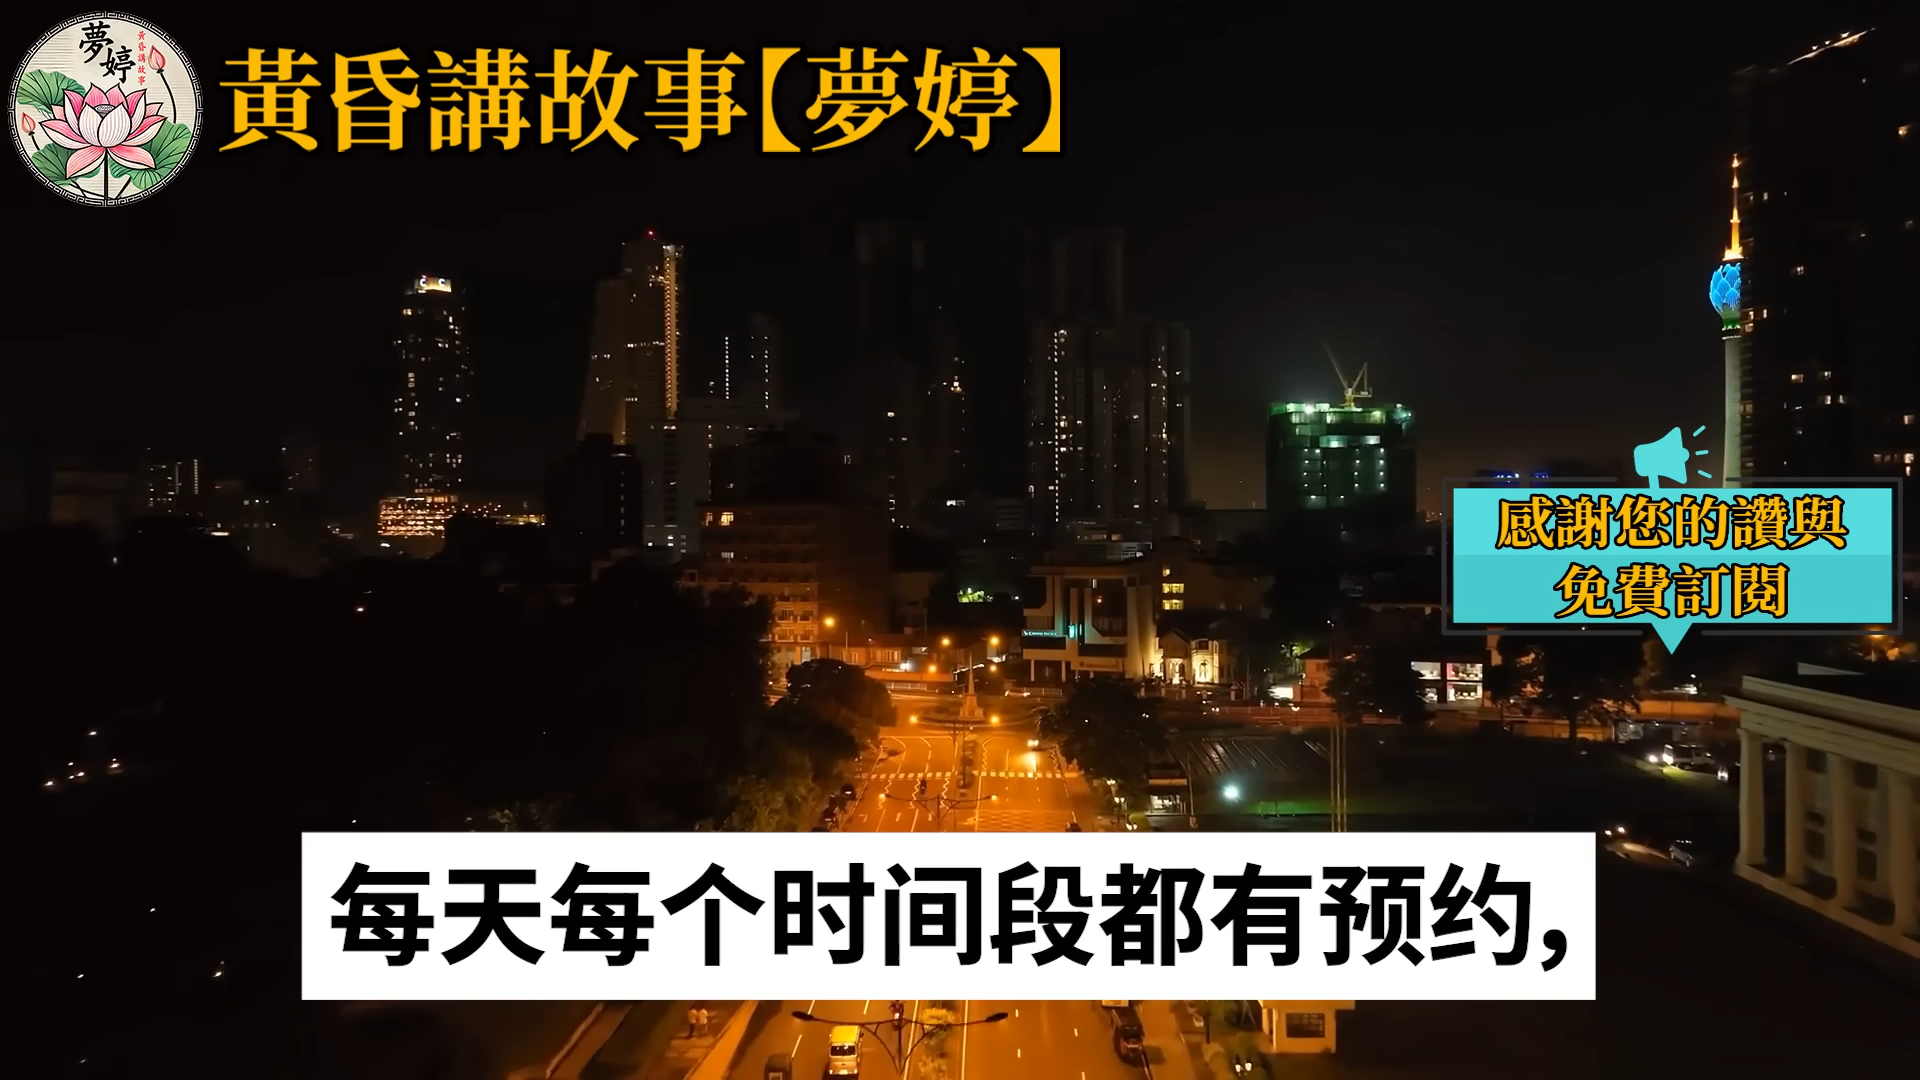 夢婷
黃昏講故事
黃昏講故事【夢婷】
感謝您的讚與
免費訂閱
每天每个时间段都有预约,